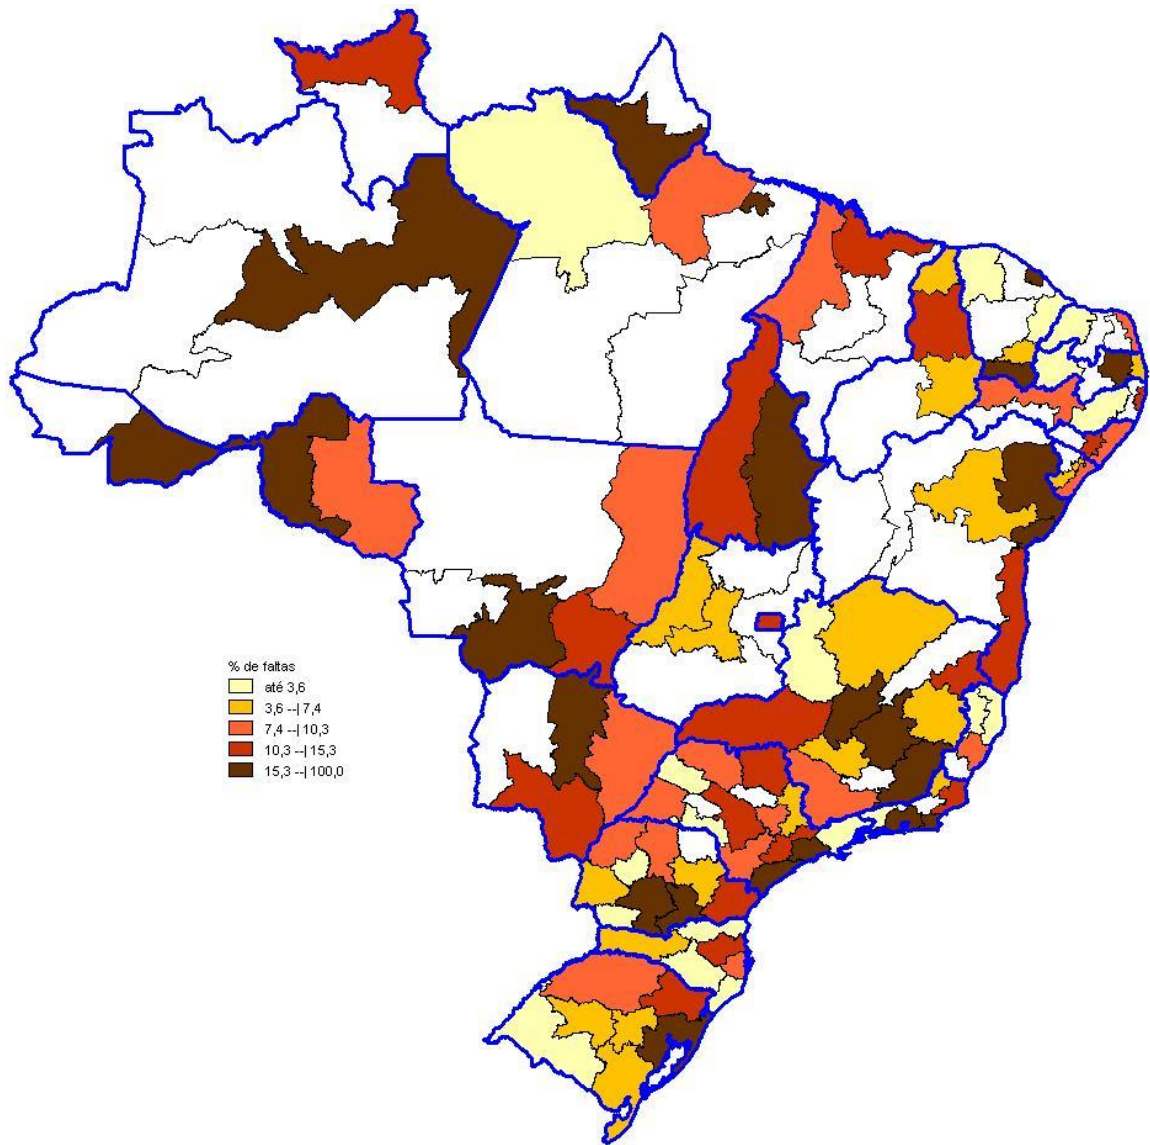 % de faltas
até 3,6
3,6 --| 7,4
7,4 --| 10,3
10,3 --| 15,3
15,3 --| 100,0